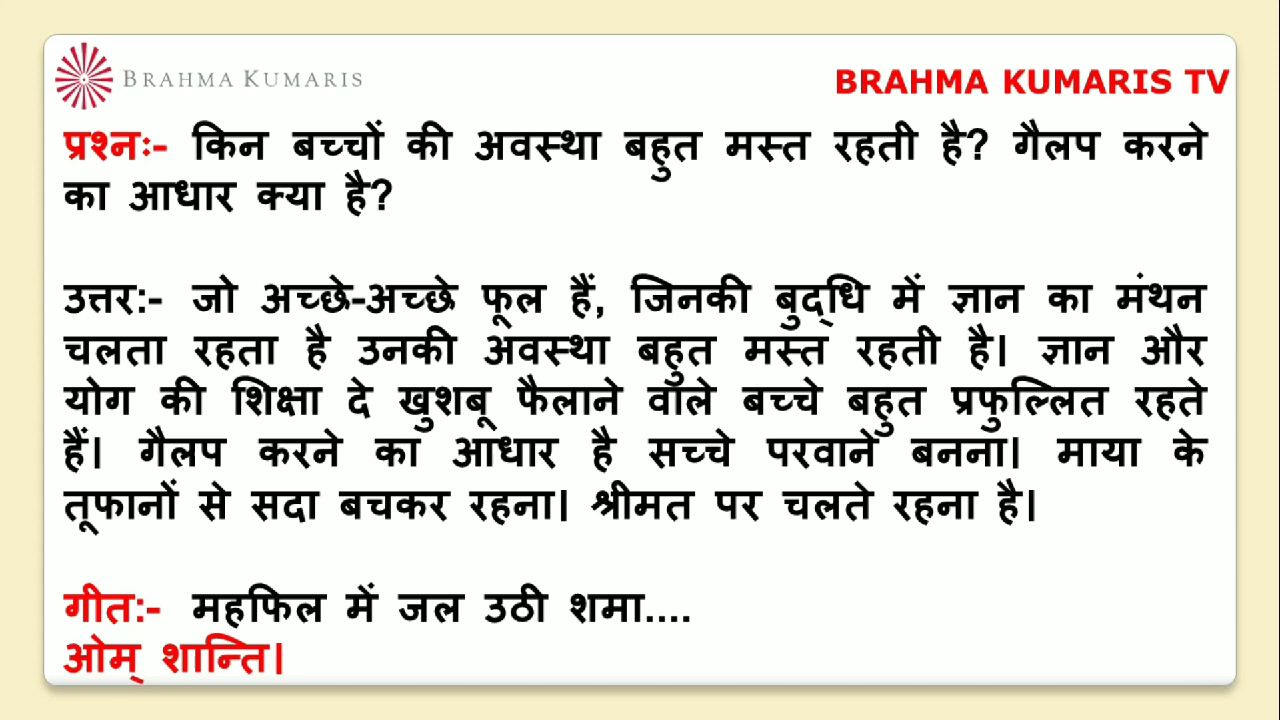 BRAHMA KUMARIS
BRAHMA KUMARIS TV
प्रश्नः- किन बच्चों की अवस्था बहुत मस्त रहती है? गैलप करने
का आधार क्या है?
उत्तर:- जो अच्छे-अच्छे फूल हैं, जिनकी बुद्धि में ज्ञान का मंथन
चलता रहता है उनकी अवस्था बहुत मस्त रहती है। ज्ञान और
योग की शिक्षा दे खुशबू फैलाने वाले बच्चे बहुत प्रफुल्लित रहते
हैं। गैलप करने का आधार है सच्चे परवाने बनना। माया के
तूफानों से सदा बचकर रहना। श्रीमत पर चलते रहना है।
गीत:- महफिल में जल उठी शमा....
ओम् शान्ति।